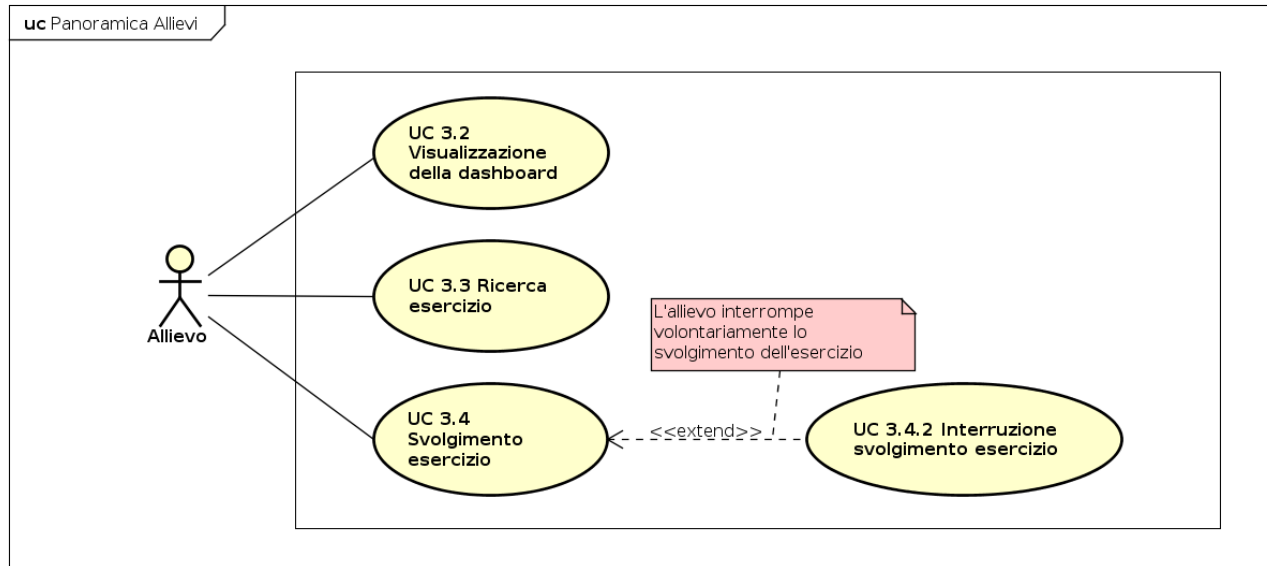 uc Panoramica Allievi
UC 3.2
Visualizzazione
della dashboard
UC 3.3 Ricerca
esercizio
L'allievo interrompe
volontariamente lo
svolgimento dell'esercizio
Allievo
UC 3.4
Svolgimento
esercizio
<<extend>>
UC 3.4.2 Interruzione
svolgimento esercizio